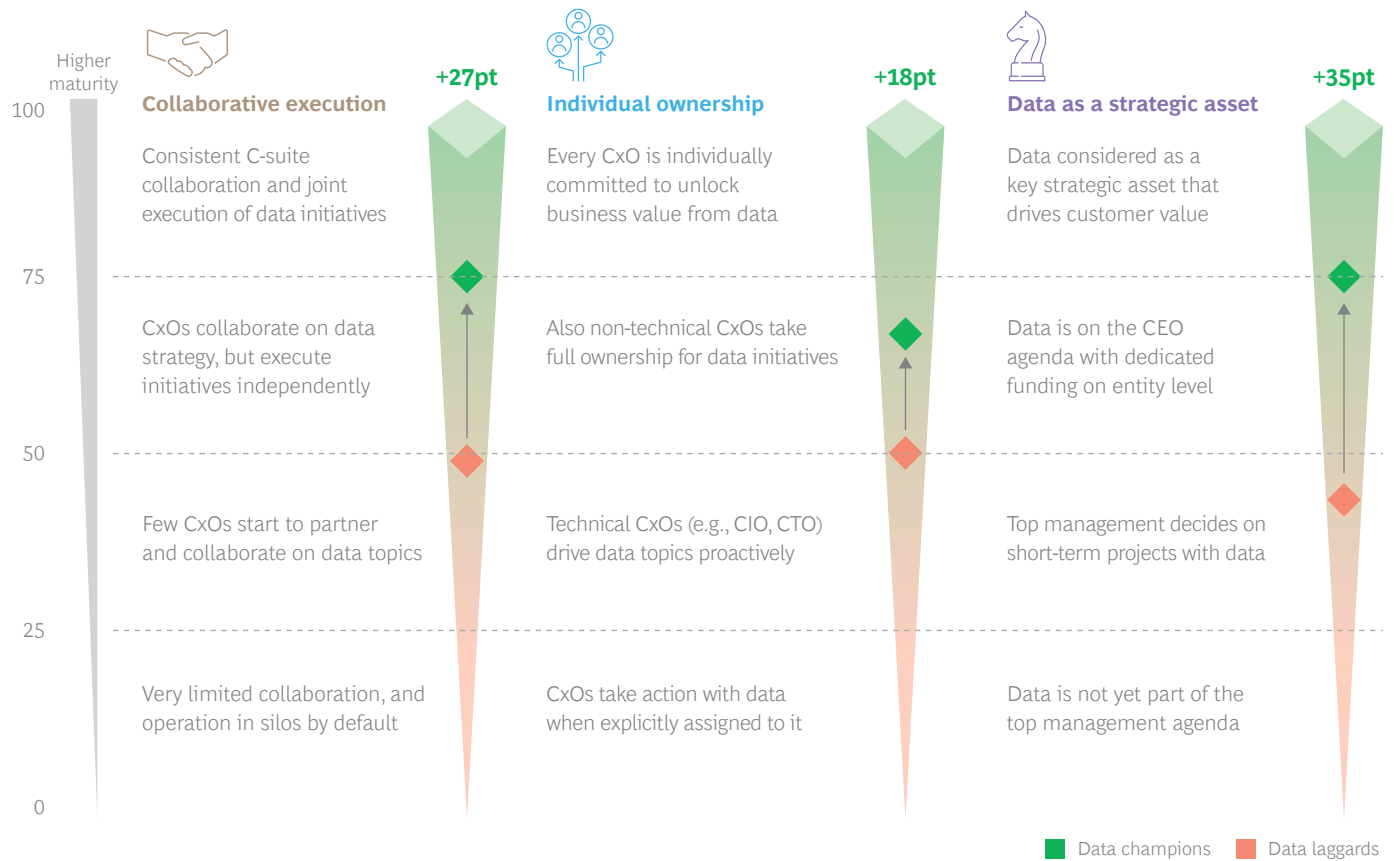 Higher
maturity
100
75
50
25
0
Collaborative execution
+27pt
Consistent C-suite
collaboration and joint
execution of data initiatives
CxOs collaborate on data
strategy, but execute
initiatives independently
Few CxOs start to partner
and collaborate on data topics
Very limited collaboration, and
operation in silos by default
Individual ownership
+18pt
Every CxO is individually
committed to unlock
business value from data
Also non-technical CxOs take
full ownership for data initiatives
Technical CxOs (e.g., CIO, CTO)
drive data topics proactively
CxOs take action with data
when explicitly assigned to it
Data as a strategic asset
+35pt
Data considered as a
key strategic asset that
drives customer value
Data is on the CEO
agenda with dedicated
funding on entity level
Top management decides on
short-term projects with data
Data is not yet part of the
top management agenda
Data champions
Data laggards